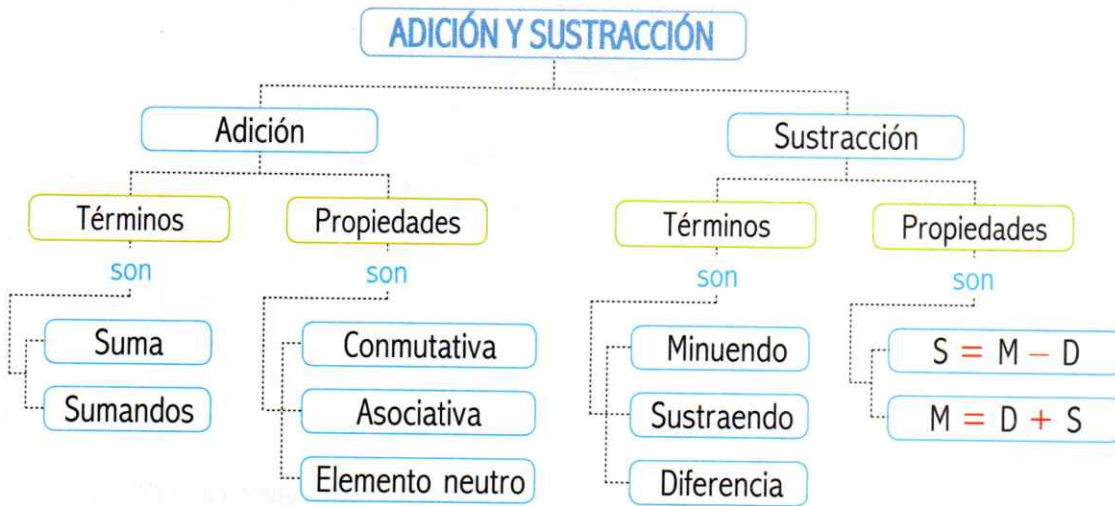 ADICIÓN Y SUSTRACCIÓN
Adición
Sustracción
Términos
Propiedades
Términos
Propiedades
son
son
son
son
Suma
Sumandos
Conmutativa
Asociativa
Elemento neutro
Minuendo
Sustraendo
Diferencia
S = M − D
M = D + S